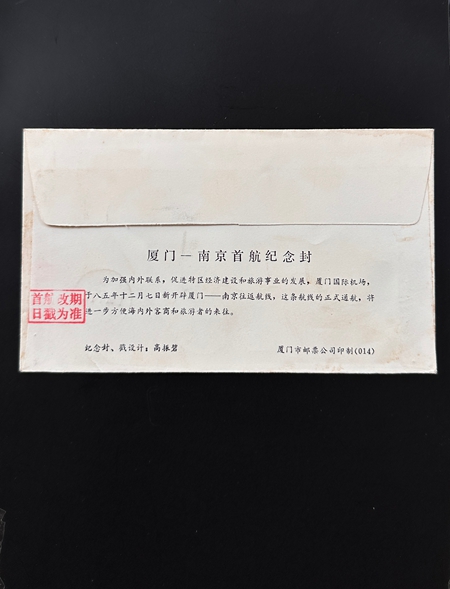 厦门－南京首航纪念封
为加强内外联系，促进特区经济建设和旅游事业的发展，厦门国际机场，
于八五年十二月七日新开辟厦门——南京往返航线，这条航线的正式通航，将
进一步方便海内外客商和旅游者的来往。
首航改期
日戳为准
纪念封、戳设计：高振碧
厦门市邮票公司印制(014)